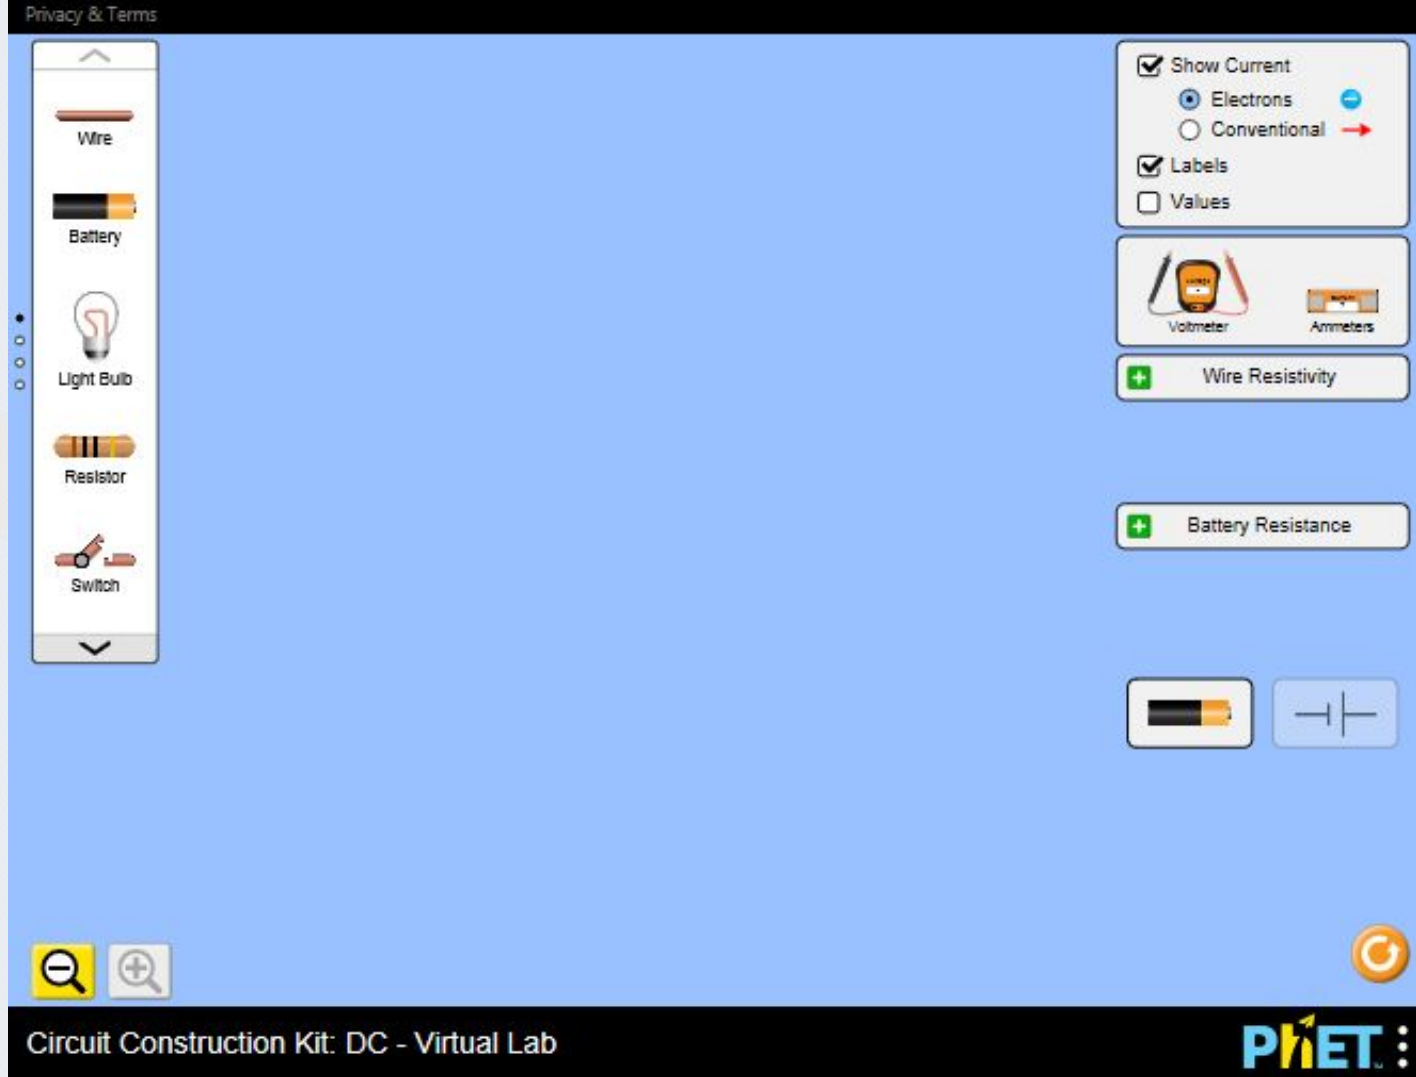 Privacy & Terms
Wire
Battery
Light Bulb
Resistor
Switch
Show Current
Electrons
Conventional
Labels
Values
Voltmeter
Ammeters
Wire Resistivity
Battery Resistance
Circuit Construction Kit: DC - Virtual Lab
PhET